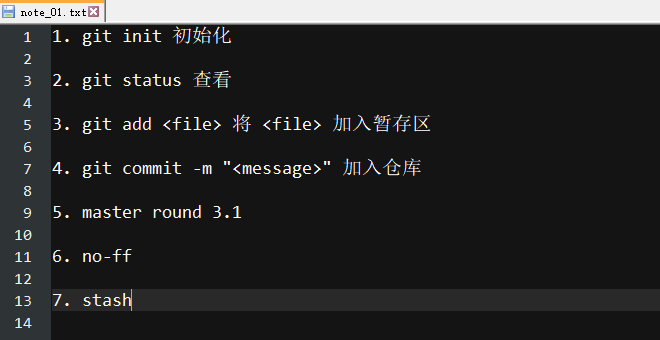 note_01.txt
1 1. git init 初始化
2
3 2. git status 查看
4
5 3. git add <file> 将 <file> 加入暂存区
6
7 4. git commit -m "<message>" 加入仓库
8
9 5. master round 3.1
10
11 6. no-ff
12
13 7. stash
14